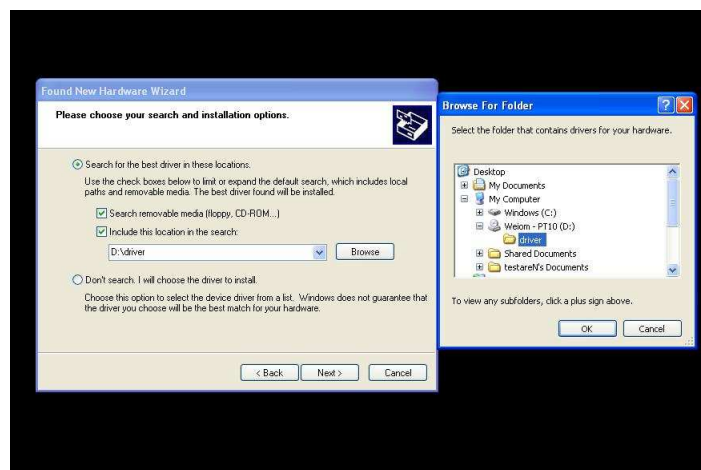 Found New Hardware Wizard
Please choose your search and installation options.
Search for the best driver in these locations.
Use the check boxes below to limit or expand the default search, which includes local
paths and removable media. The best driver found will be installed.
Search removable media (floppy, CD-ROM...)
Include this location in the search:
D:\driver
Browse
Don't search. I will choose the driver to install.
Choose this option to select the device driver from a list. Windows does not guarantee that
the driver you choose will be the best match for your hardware.
< Back
Next >
Cancel
Browse For Folder
Select the folder that contains drivers for your hardware.
Desktop
My Documents
My Computer
Windows (C:)
Weiom - PT10 (D:)
driver
Shared Documents
testareN's Documents
To view any subfolders, click a plus sign above.
OK
Cancel